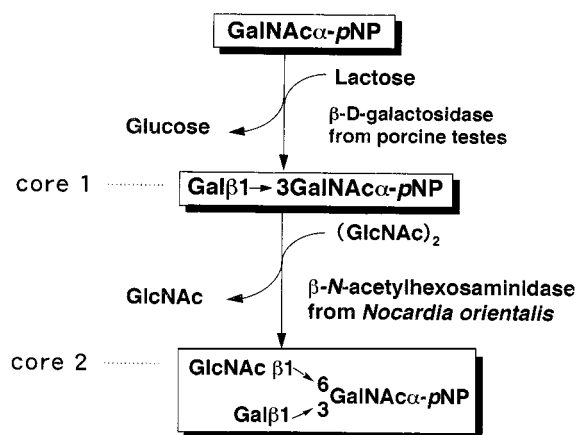 GalNAcα-pNP
Lactose
Glucose
β-D-galactosidase
from porcine testes
core 1 ........ Galβ1→3GalNAcα-pNP
(GlcNAc)₂
GlcNAc
β-N-acetylhexosaminidase
from Nocardia orientalis
core 2 ........
GlcNAc β1
6
GalNAcα-pNP
Galβ1
3